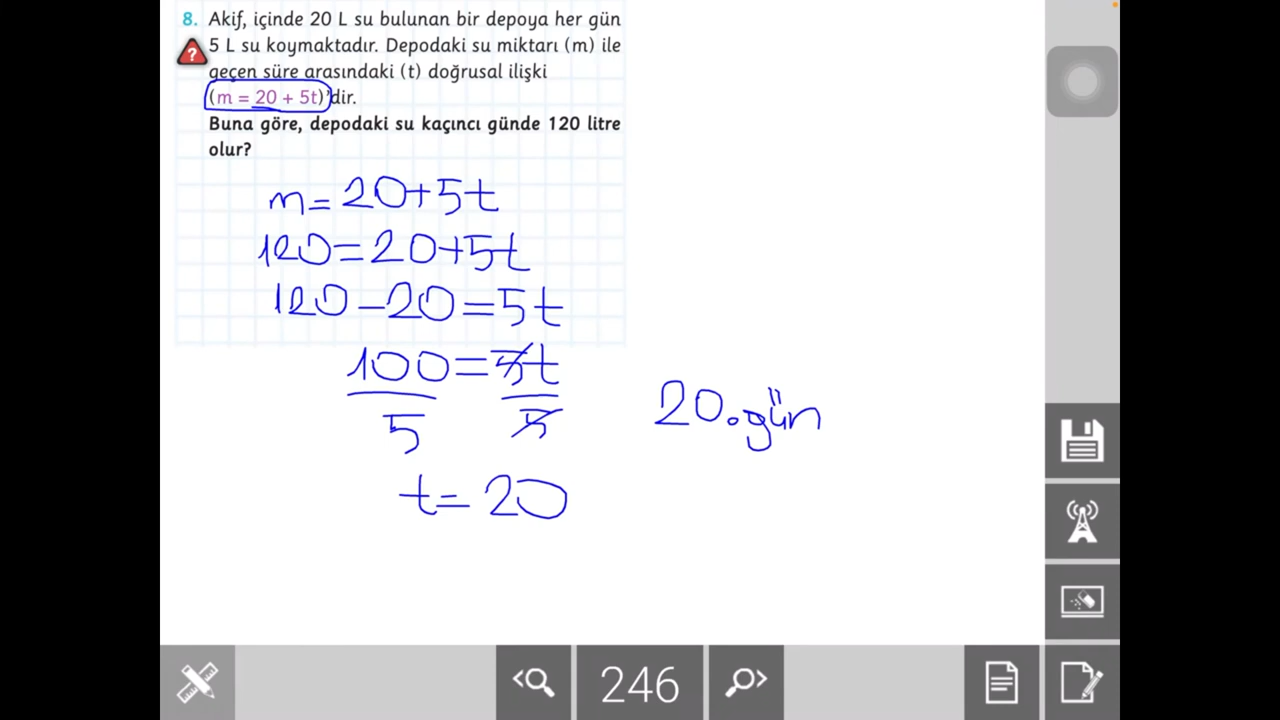 8. Akif, içinde 20 L su bulunan bir depoya her gün
5 L su koymaktadır. Depodaki su miktarı (m) ile
geçen süre arasındaki (t) doğrusal ilişki
(m = 20 + 5t)'dir.
Buna göre, depodaki su kaçıncı günde 120 litre
olur?
m = 20+5t
120=20+5t
120-20=5t
100=5t
5 5
t=20
20.gün
246